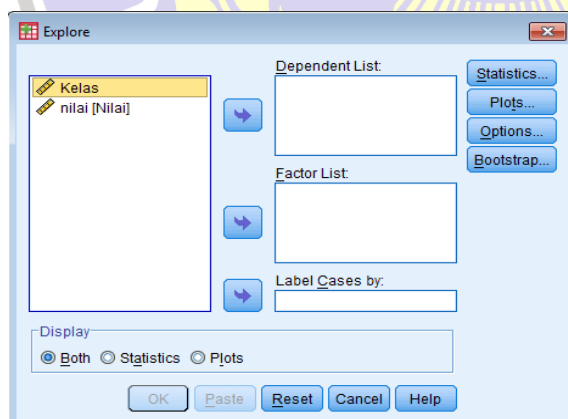 Explore
Kelas
nilai [Nilai]
Dependent List:
Factor List:
Label Cases by:
Statistics...
Plots...
Options...
Bootstrap...
Display
Both Statistics Plots
OK Paste Reset Cancel Help